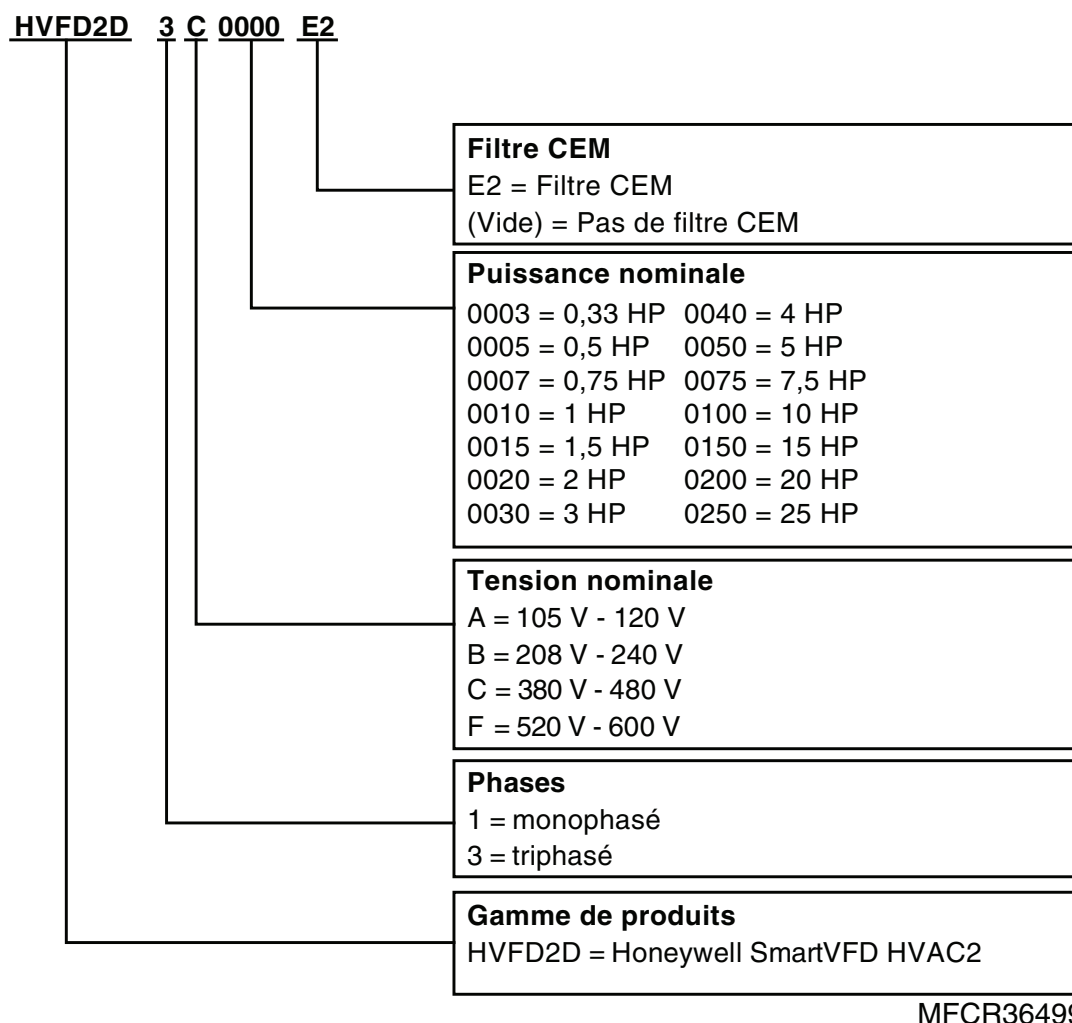 HVFD2D 3 C 0000 E2
Filtre CEM
E2 = Filtre CEM
(Vide) = Pas de filtre CEM
Puissance nominale
0003 = 0,33 HP 0040 = 4 HP
0005 = 0,5 HP 0050 = 5 HP
0007 = 0,75 HP 0075 = 7,5 HP
0010 = 1 HP 0100 = 10 HP
0015 = 1,5 HP 0150 = 15 HP
0020 = 2 HP 0200 = 20 HP
0030 = 3 HP 0250 = 25 HP
Tension nominale
A = 105 V - 120 V
B = 208 V - 240 V
C = 380 V - 480 V
F = 520 V - 600 V
Phases
1 = monophasé
3 = triphasé
Gamme de produits
HVFD2D = Honeywell SmartVFD HVAC2
MFCR36499